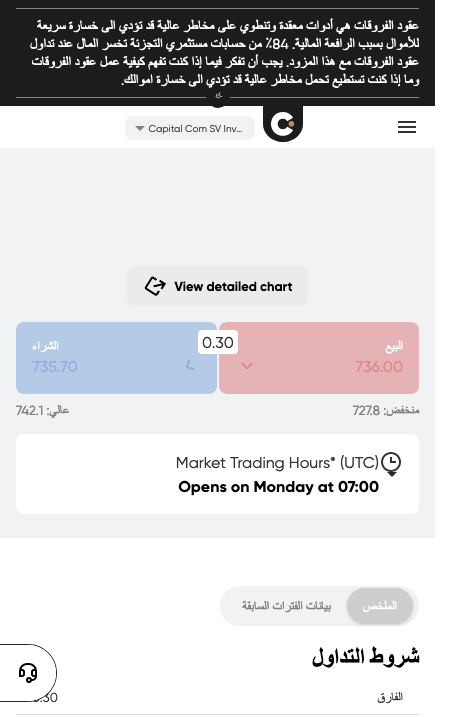 عقود الفروقات هي أدوات معقدة وتنطوي على مخاطر عالية قد تؤدي الى خسارة سريعة
للأموال بسبب الرافعة المالية. 84٪ من حسابات مستثمري التجزئة تخسر المال عند تداول
عقود الفروقات مع هذا المزود. يجب أن تفكر فيما إذا كنت تفهم كيفية عمل عقود الفروقات
وما إذا كنت تستطيع تحمل مخاطر عالية قد تؤدي الى خسارة اموالك.
Capital Com SV Inv...
View detailed chart
البيع
736.00
0.30
الشراء
735.70
منخفض: 727.8
عالي: 742.1
Market Trading Hours* (UTC)
Opens on Monday at 07:00
الملخص
بيانات الفترات السابقة
شروط التداول
الفارق